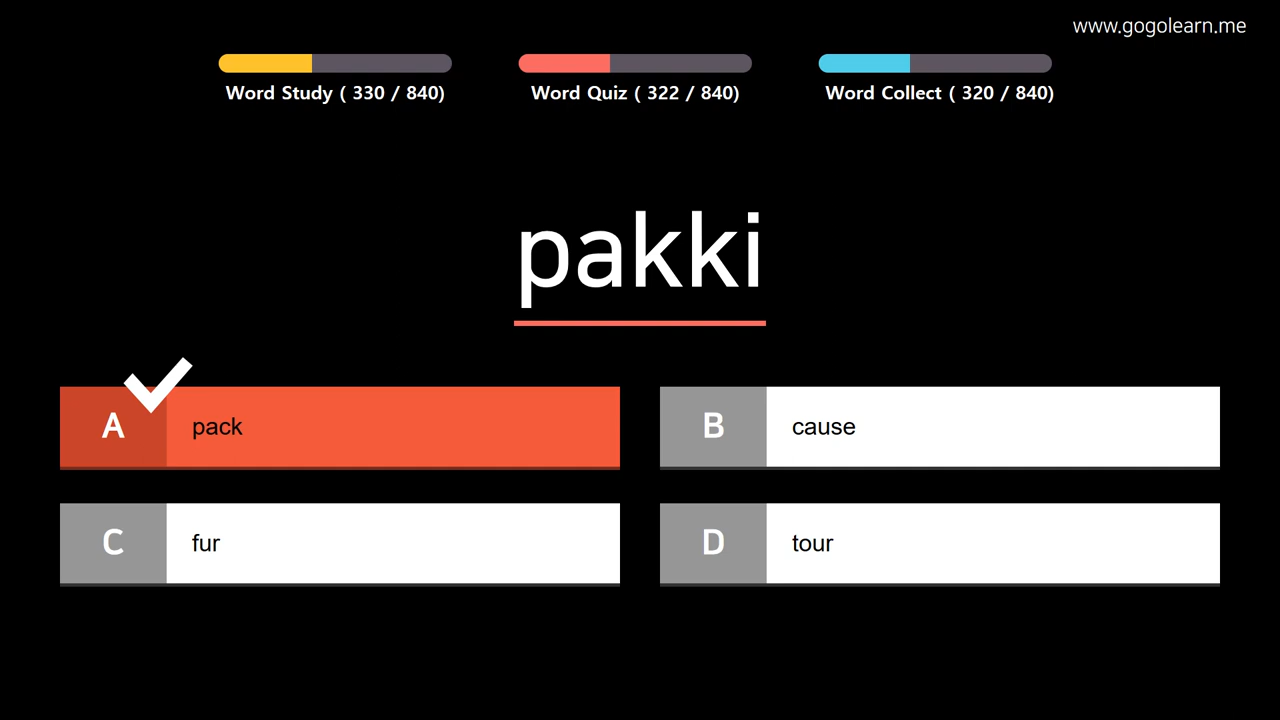 www.gogolearn.me
Word Study ( 330 / 840)
Word Quiz ( 322 / 840)
Word Collect ( 320 / 840)
pakki
A
pack
B
cause
C
fur
D
tour